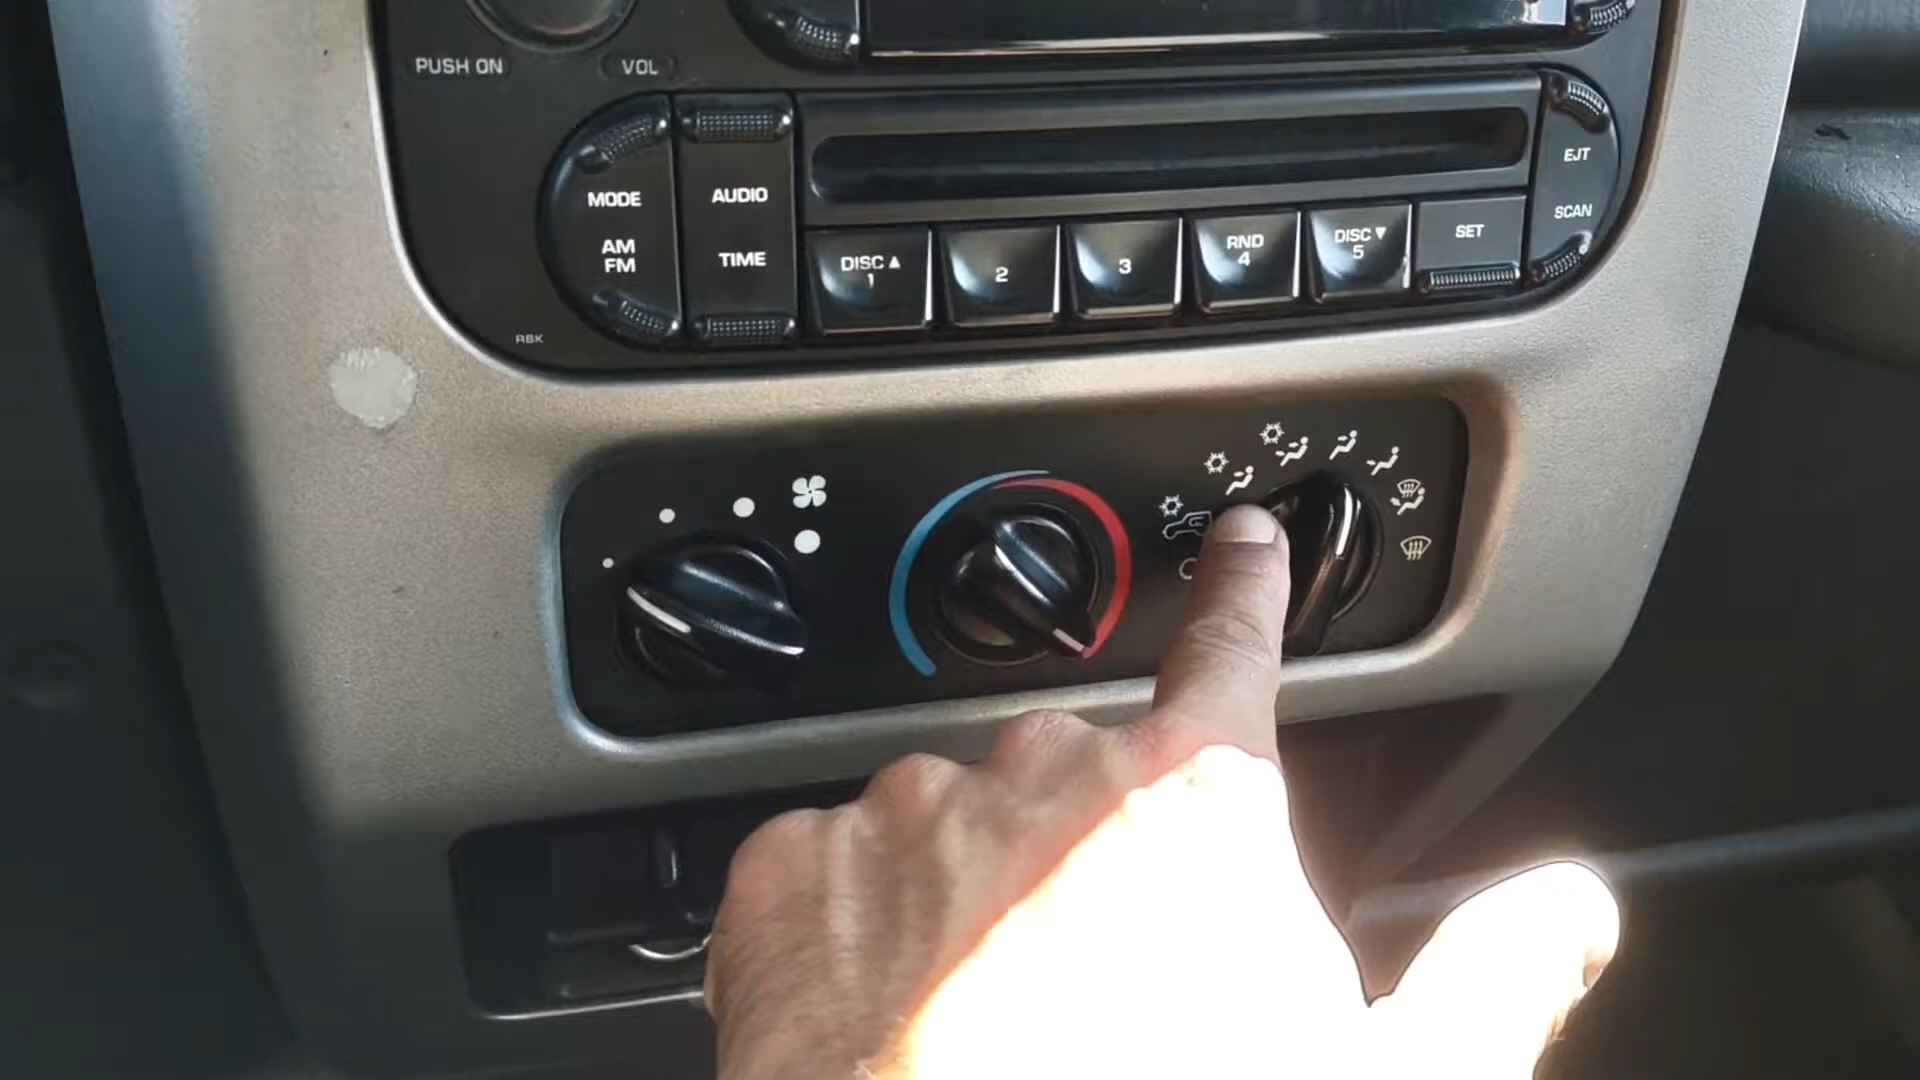 PUSH ON
VOL
MODE
AM
FM
AUDIO
TIME
DISC ▲
1
2
3
RND
4
DISC ▼
5
SET
EJT
SCAN
RBK